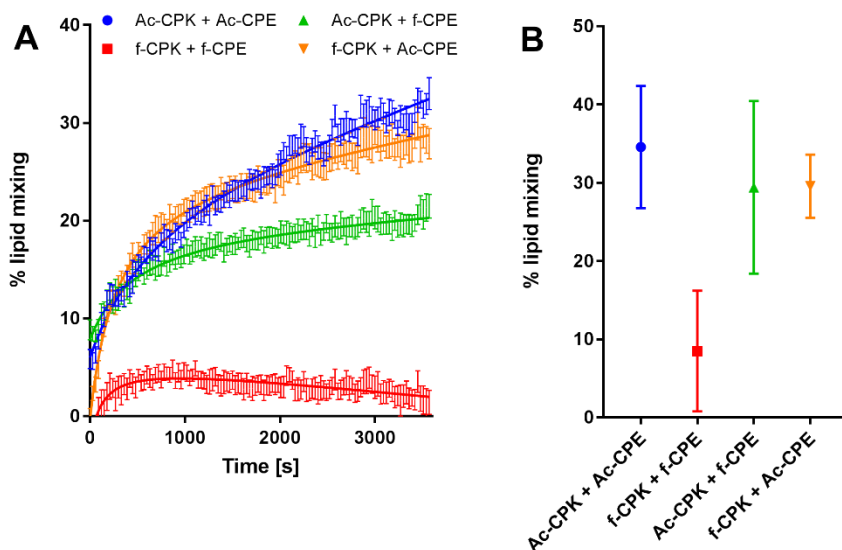 A
Ac-CPK + Ac-CPE
Ac-CPK + f-CPE
f-CPK + f-CPE
f-CPK + Ac-CPE
% lipid mixing
40
30
20
10
0
0
1000
2000
3000
Time [s]
B
% lipid mixing
50
40
30
20
10
0
Ac-CPK + Ac-CPE
f-CPK + f-CPE
Ac-CPK + f-CPE
f-CPK + Ac-CPE